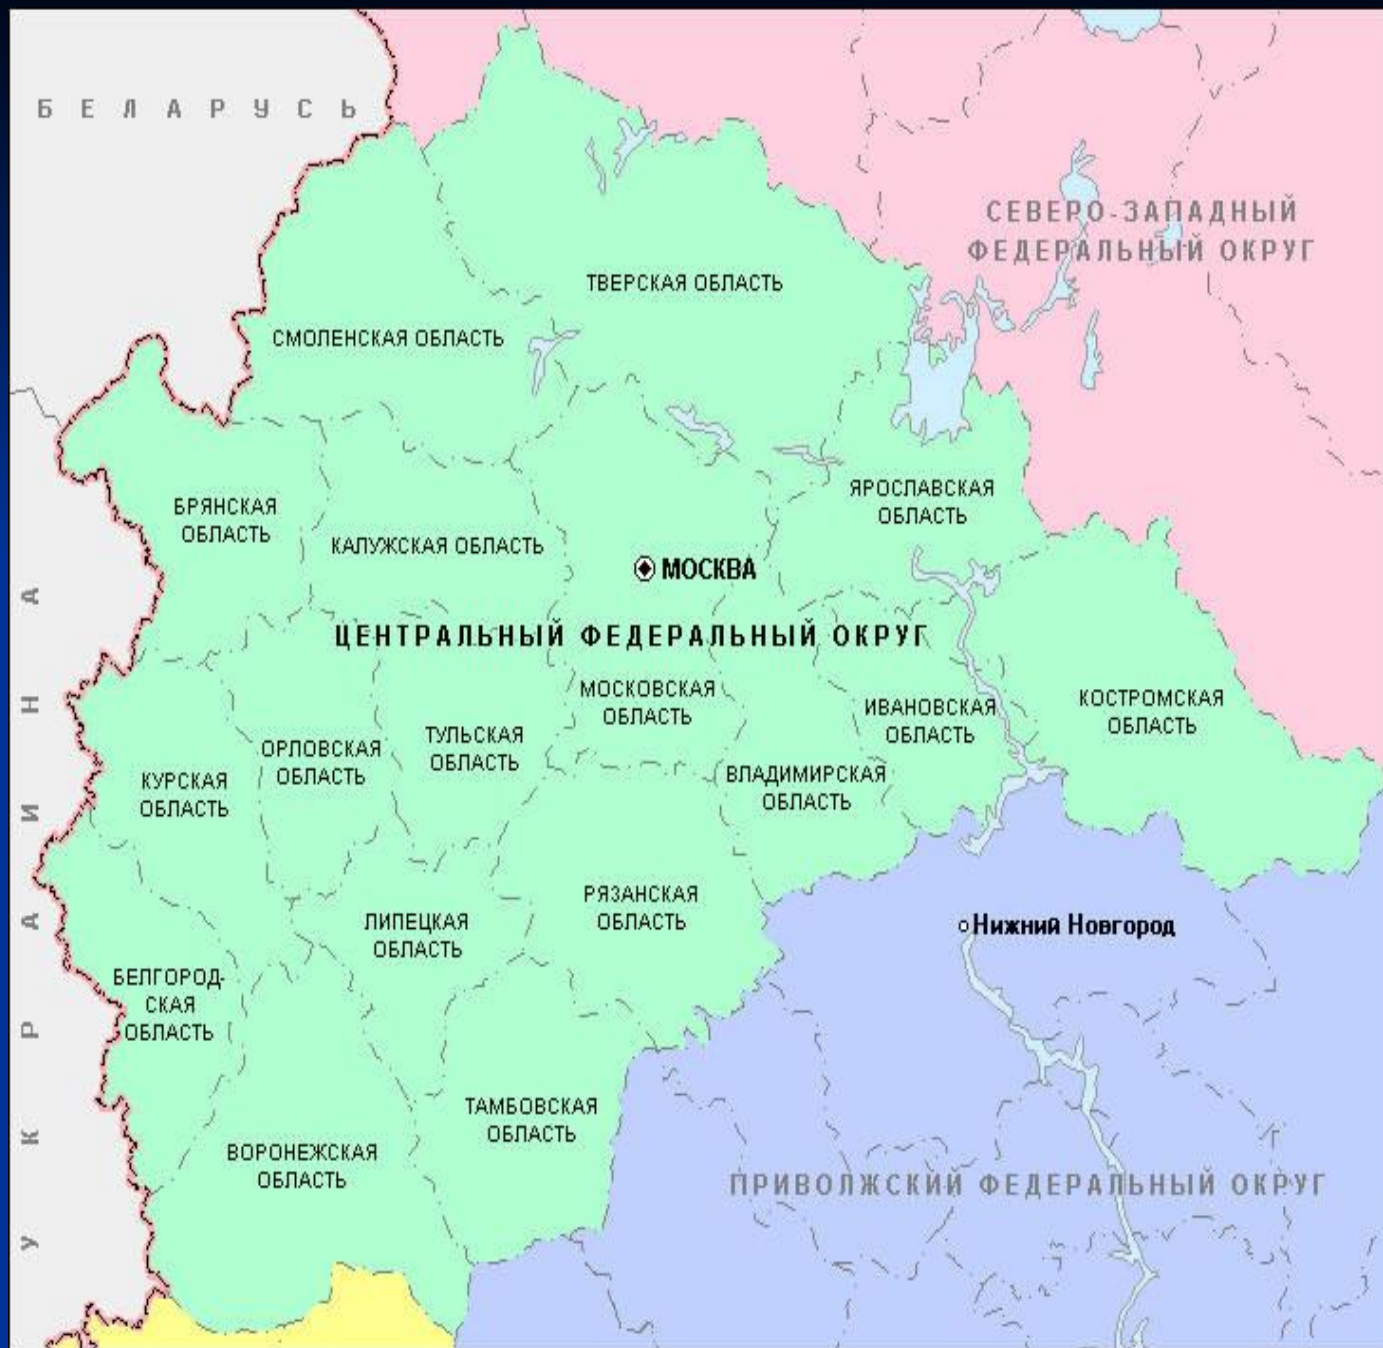 БЕЛАРУСЬ
СЕВЕРО-ЗАПАДНЫЙ
ФЕДЕРАЛЬНЫЙ ОКРУГ
ТВЕРСКАЯ ОБЛАСТЬ
СМОЛЕНСКАЯ ОБЛАСТЬ
ЯРОСЛАВСКАЯ
ОБЛАСТЬ
БРЯНСКАЯ
ОБЛАСТЬ
КАЛУЖСКАЯ ОБЛАСТЬ
МОСКВА
ЦЕНТРАЛЬНЫЙ ФЕДЕРАЛЬНЫЙ ОКРУГ
МОСКОВСКАЯ
ОБЛАСТЬ
ИВАНОВСКАЯ
ОБЛАСТЬ
КОСТРОМСКАЯ
ОБЛАСТЬ
ОРЛОВСКАЯ
ОБЛАСТЬ
ТУЛЬСКАЯ
ОБЛАСТЬ
КУРСКАЯ
ОБЛАСТЬ
ВЛАДИМИРСКАЯ
ОБЛАСТЬ
РЯЗАНСКАЯ
ОБЛАСТЬ
ЛИПЕЦКАЯ
ОБЛАСТЬ
Нижний Новгород
БЕЛГОРОД-
СКАЯ
ОБЛАСТЬ
ТАМБОВСКАЯ
ОБЛАСТЬ
ВОРОНЕЖСКАЯ
ОБЛАСТЬ
ПРИВОЛЖСКИЙ ФЕДЕРАЛЬНЫЙ ОКРУГ
УКРАИНА